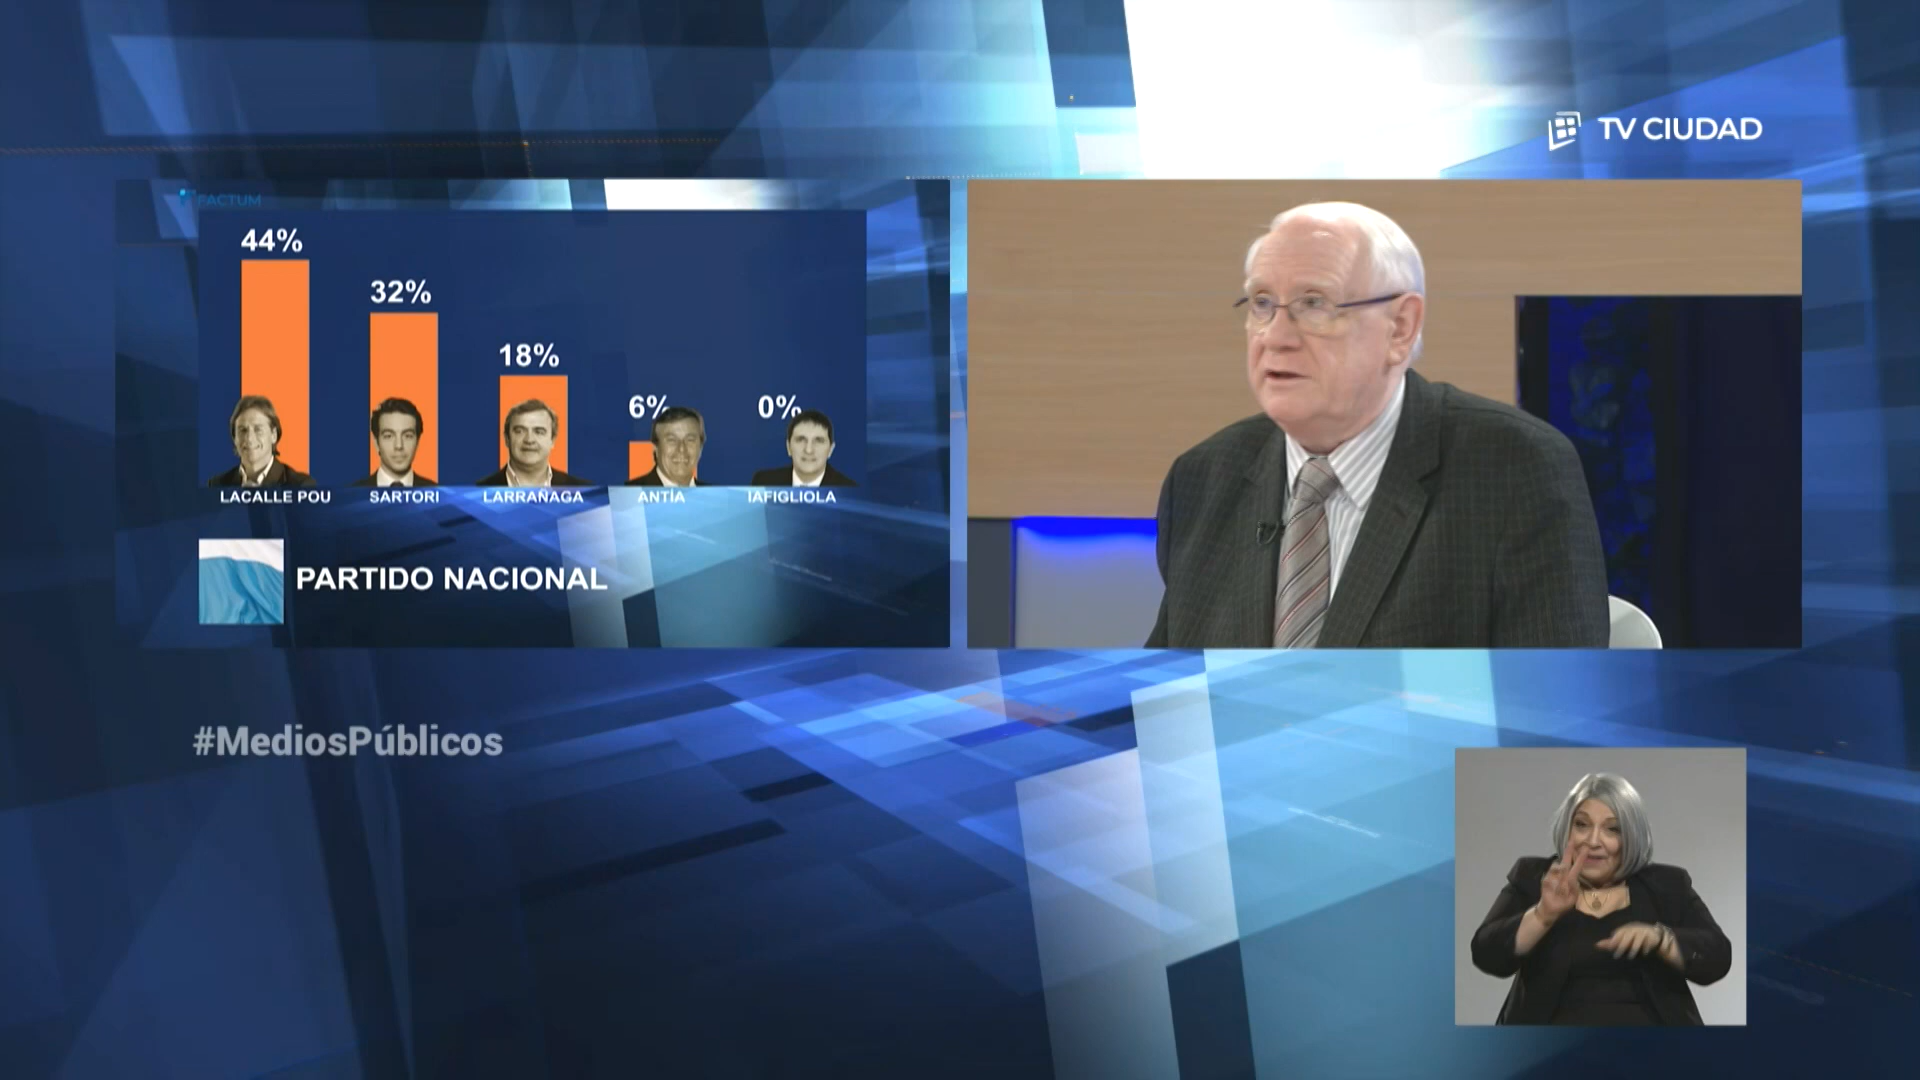 TV CIUDAD
FACTUM
44%
32%
18%
6%
0%
LACALLE POU
SARTORI
LARRAÑAGA
ANTÍA
IAFIGLIOLA
PARTIDO NACIONAL
#MediosPúblicos